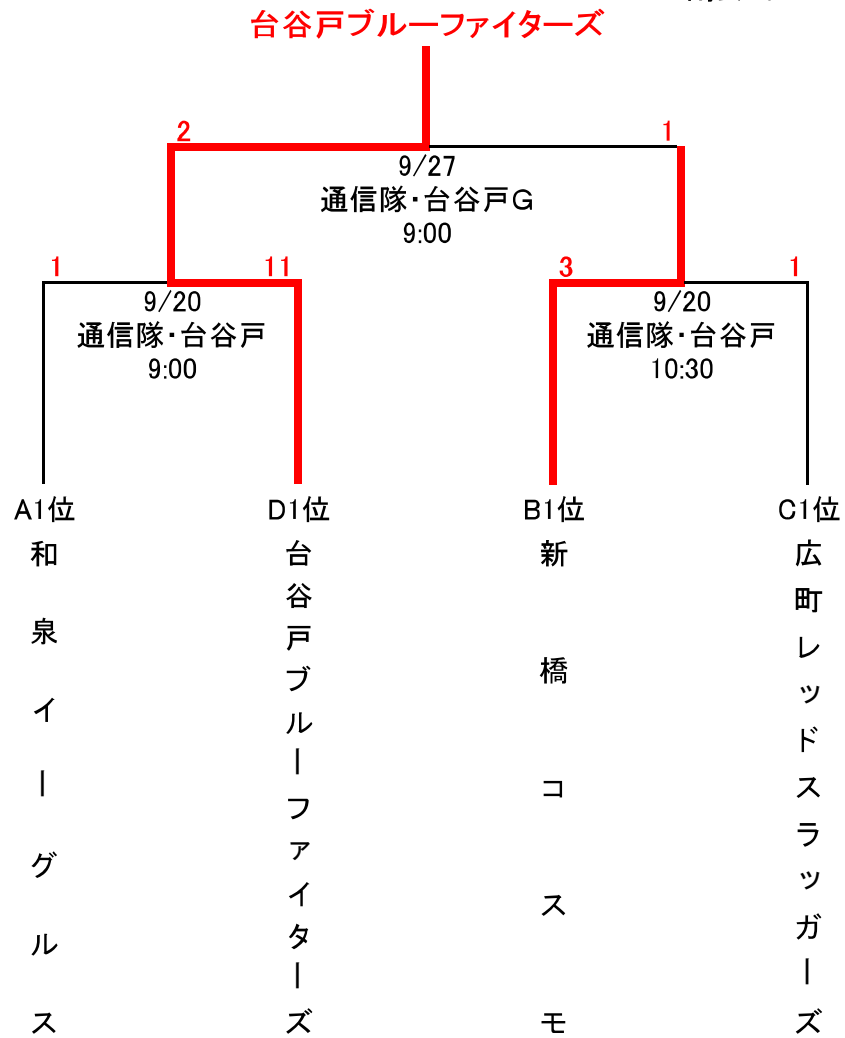 台谷戸ブルーファイターズ
2 1
9/27
通信隊・台谷戸G
9:00
1 11 3 1
9/20 9/20
通信隊・台谷戸 通信隊・台谷戸
9:00 10:30
A1位 D1位 B1位 C1位
和泉イーグルス
台谷戸ブルーファイターズ
新橋コスモ
広町レッドスラッガーズ